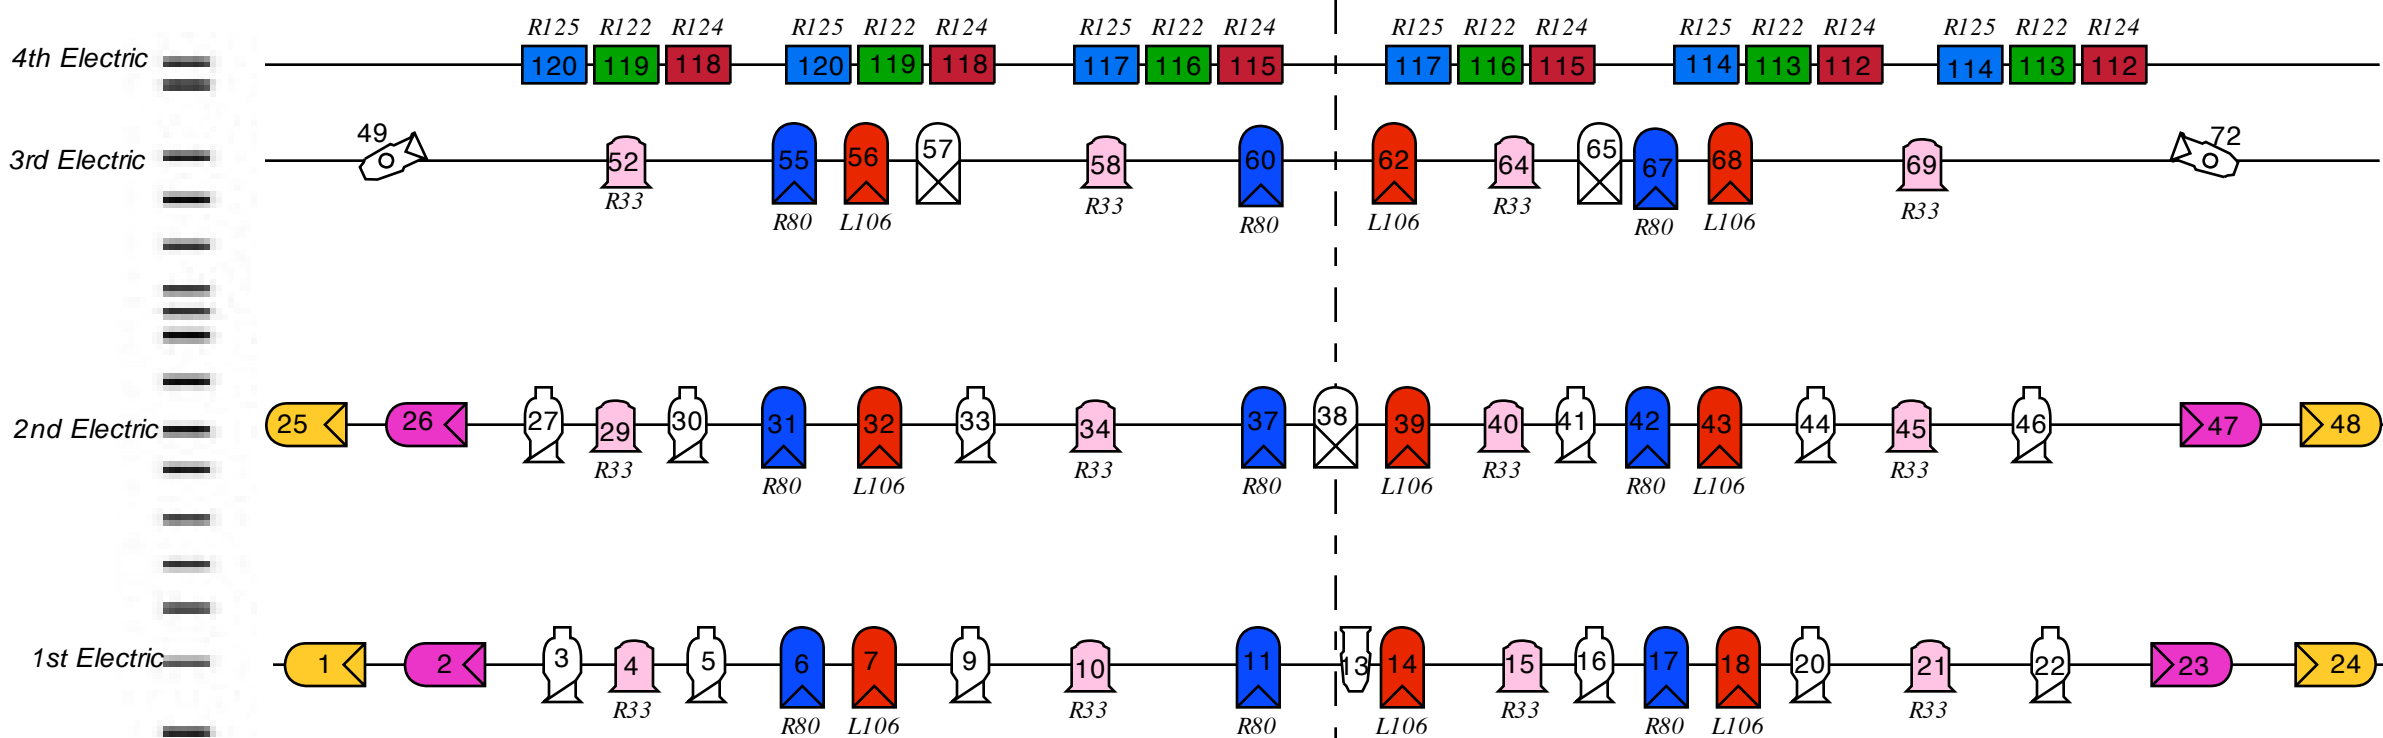 R125 R122 R124 R125 R122 R124 R125 R122 R124 R125 R122 R124 R125 R122 R124 R125 R122 R124
4th Electric 120 119 118 120 119 118 117 116 115 117 116 115 114 113 112 114 113 112
49 72
3rd Electric 52 55 56 57 58 60 62 64 65 67 68 69
R33 R80 L106 R33 R80 L106 R33 R80 L106 R33
2nd Electric 25 26 27 29 30 31 32 33 34 37 38 39 40 41 42 43 44 45 46 47 48
R33 R80 L106 R33 R80 L106 R33 R80 L106 R33
1st Electric 1 2 3 4 5 6 7 9 10 11 13 14 15 16 17 18 20 21 22 23 24
R33 R80 L106 R33 R80 L106 R33 R80 L106 R33